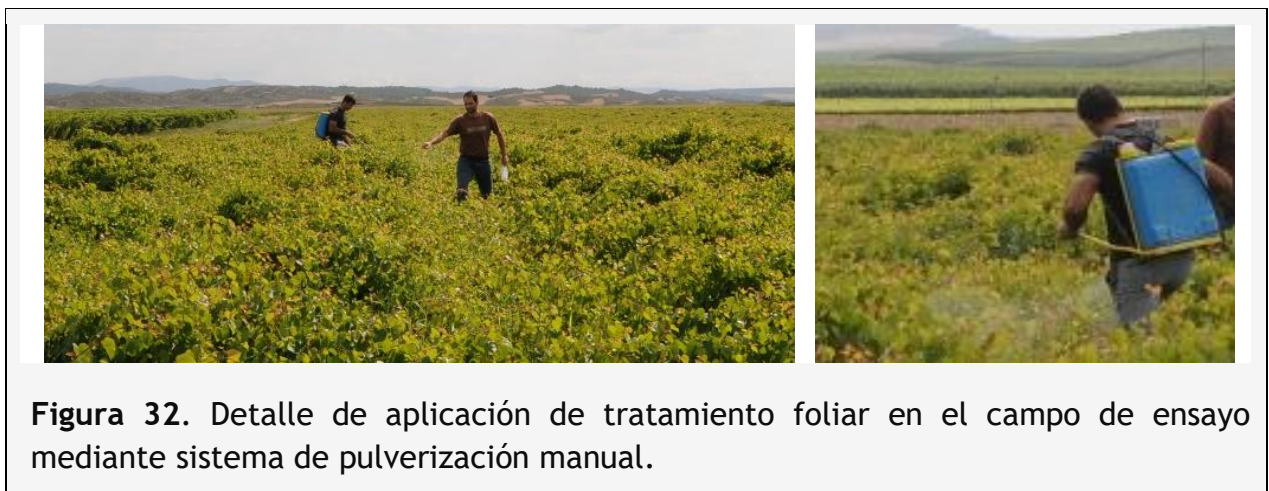 Figura 32. Detalle de aplicación de tratamiento foliar en el campo de ensayo
mediante sistema de pulverización manual.